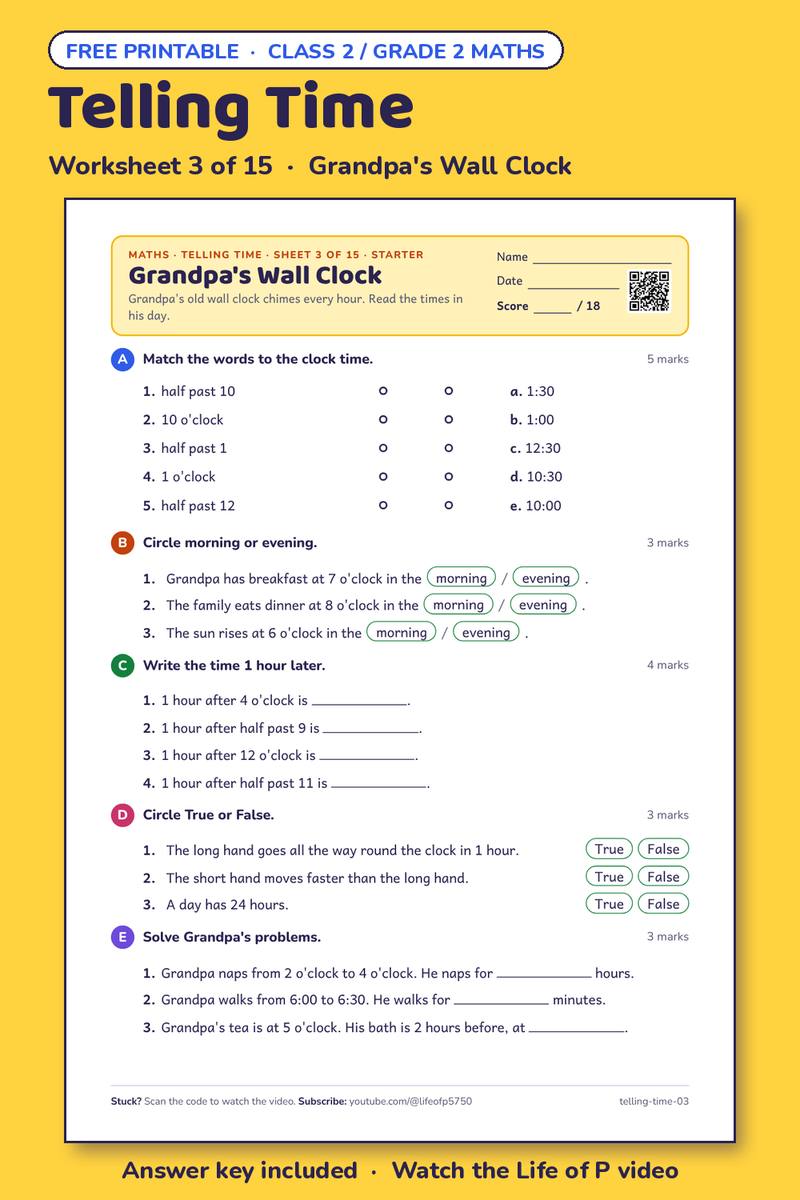 FREE PRINTABLE · CLASS 2 / GRADE 2 MATHS
Telling Time
Worksheet 3 of 15 · Grandpa's Wall Clock
MATHS · TELLING TIME · SHEET 3 OF 15 · STARTER
Grandpa's Wall Clock
Grandpa's old wall clock chimes every hour. Read the times in
his day.
Name
Date
Score / 18
A Match the words to the clock time. 5 marks
1. half past 10 a. 1:30
2. 10 o'clock b. 1:00
3. half past 1 c. 12:30
4. 1 o'clock d. 10:30
5. half past 12 e. 10:00
B Circle morning or evening. 3 marks
1. Grandpa has breakfast at 7 o'clock in the morning / evening .
2. The family eats dinner at 8 o'clock in the morning / evening .
3. The sun rises at 6 o'clock in the morning / evening .
C Write the time 1 hour later. 4 marks
1. 1 hour after 4 o'clock is ____________.
2. 1 hour after half past 9 is ____________.
3. 1 hour after 12 o'clock is ____________.
4. 1 hour after half past 11 is ____________.
D Circle True or False. 3 marks
1. The long hand goes all the way round the clock in 1 hour. True False
2. The short hand moves faster than the long hand. True False
3. A day has 24 hours. True False
E Solve Grandpa's problems. 3 marks
1. Grandpa naps from 2 o'clock to 4 o'clock. He naps for ____________ hours.
2. Grandpa walks from 6:00 to 6:30. He walks for ____________ minutes.
3. Grandpa's tea is at 5 o'clock. His bath is 2 hours before, at ____________.
Stuck? Scan the code to watch the video. Subscribe: youtube.com/@lifeofp5750 telling-time-03
Answer key included · Watch the Life of P video